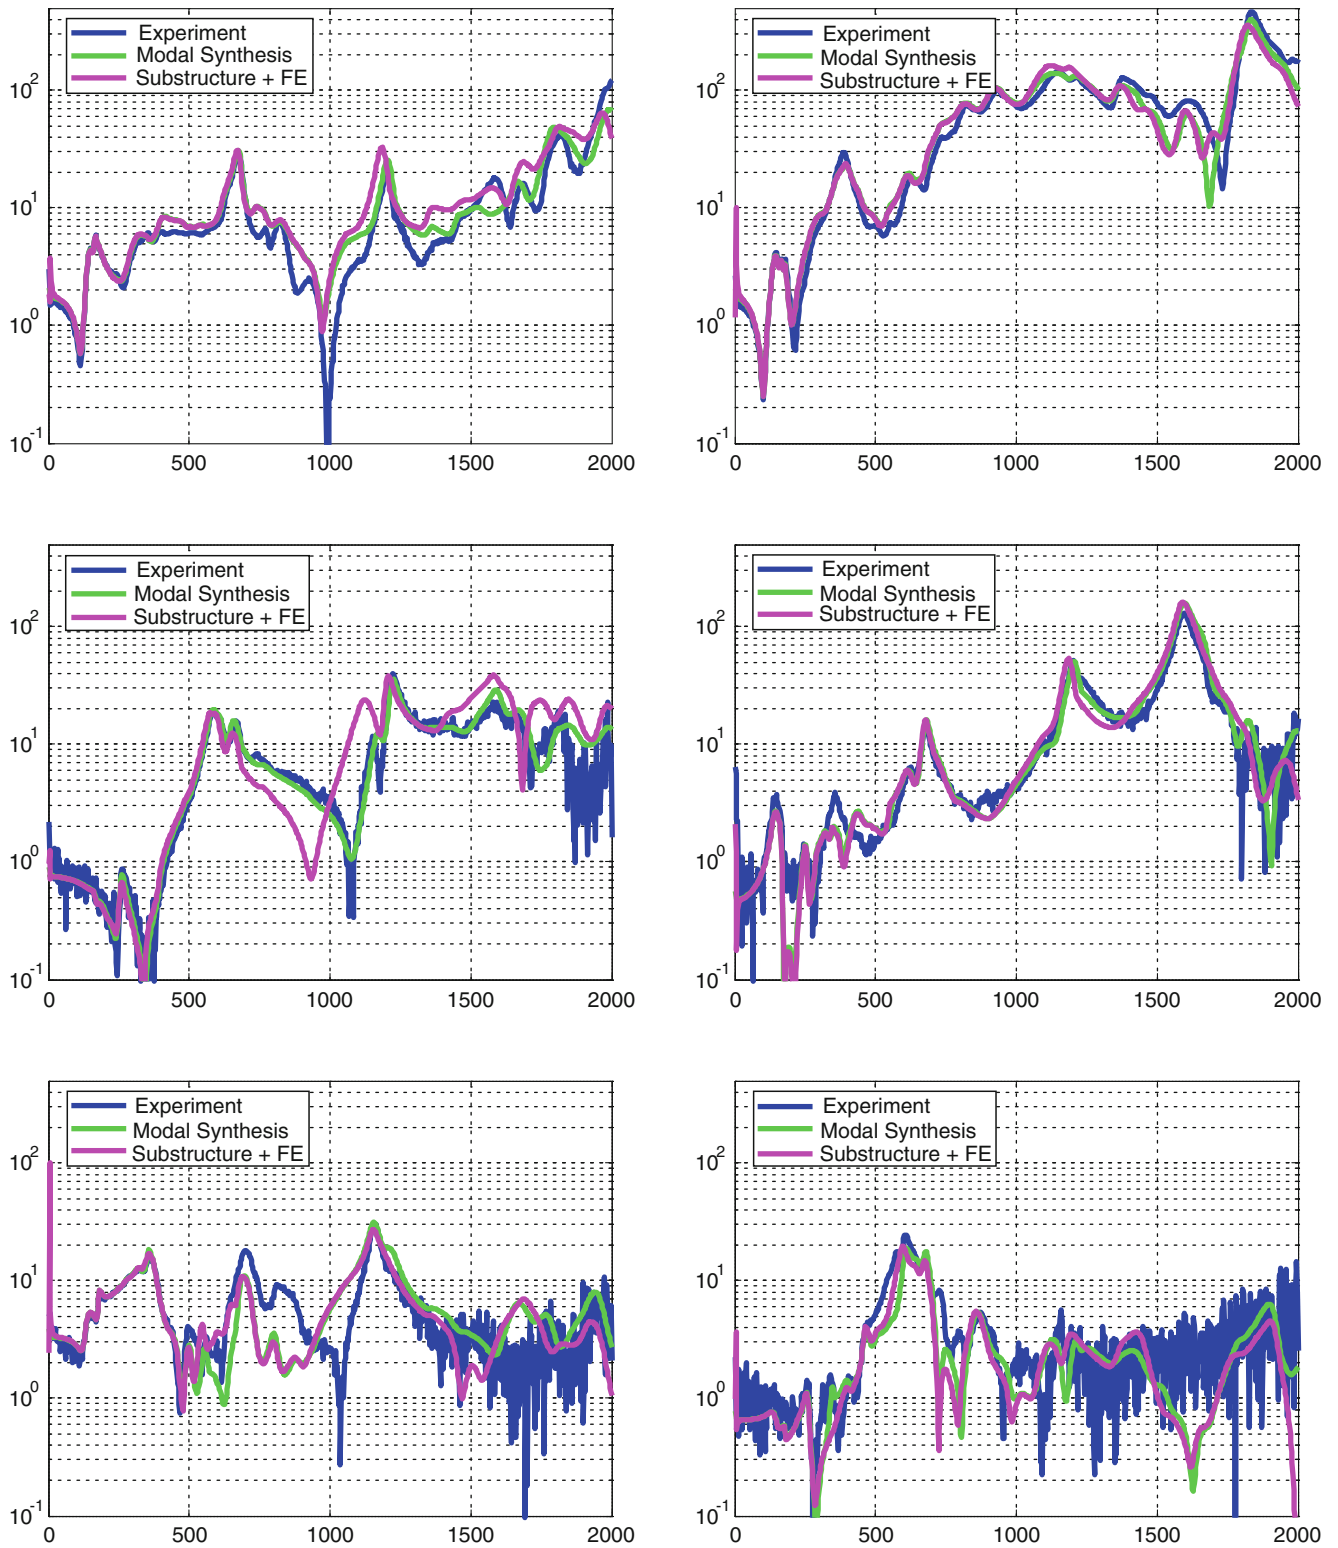 Experiment
Modal Synthesis
Substructure + FE
10^2
10^1
10^0
10^-1
0 500 1000 1500 2000
Experiment
Modal Synthesis
Substructure + FE
10^2
10^1
10^0
10^-1
0 500 1000 1500 2000
Experiment
Modal Synthesis
Substructure + FE
10^2
10^1
10^0
10^-1
0 500 1000 1500 2000
Experiment
Modal Synthesis
Substructure + FE
10^2
10^1
10^0
10^-1
0 500 1000 1500 2000
Experiment
Modal Synthesis
Substructure + FE
10^2
10^1
10^0
10^-1
0 500 1000 1500 2000
Experiment
Modal Synthesis
Substructure + FE
10^2
10^1
10^0
10^-1
0 500 1000 1500 2000